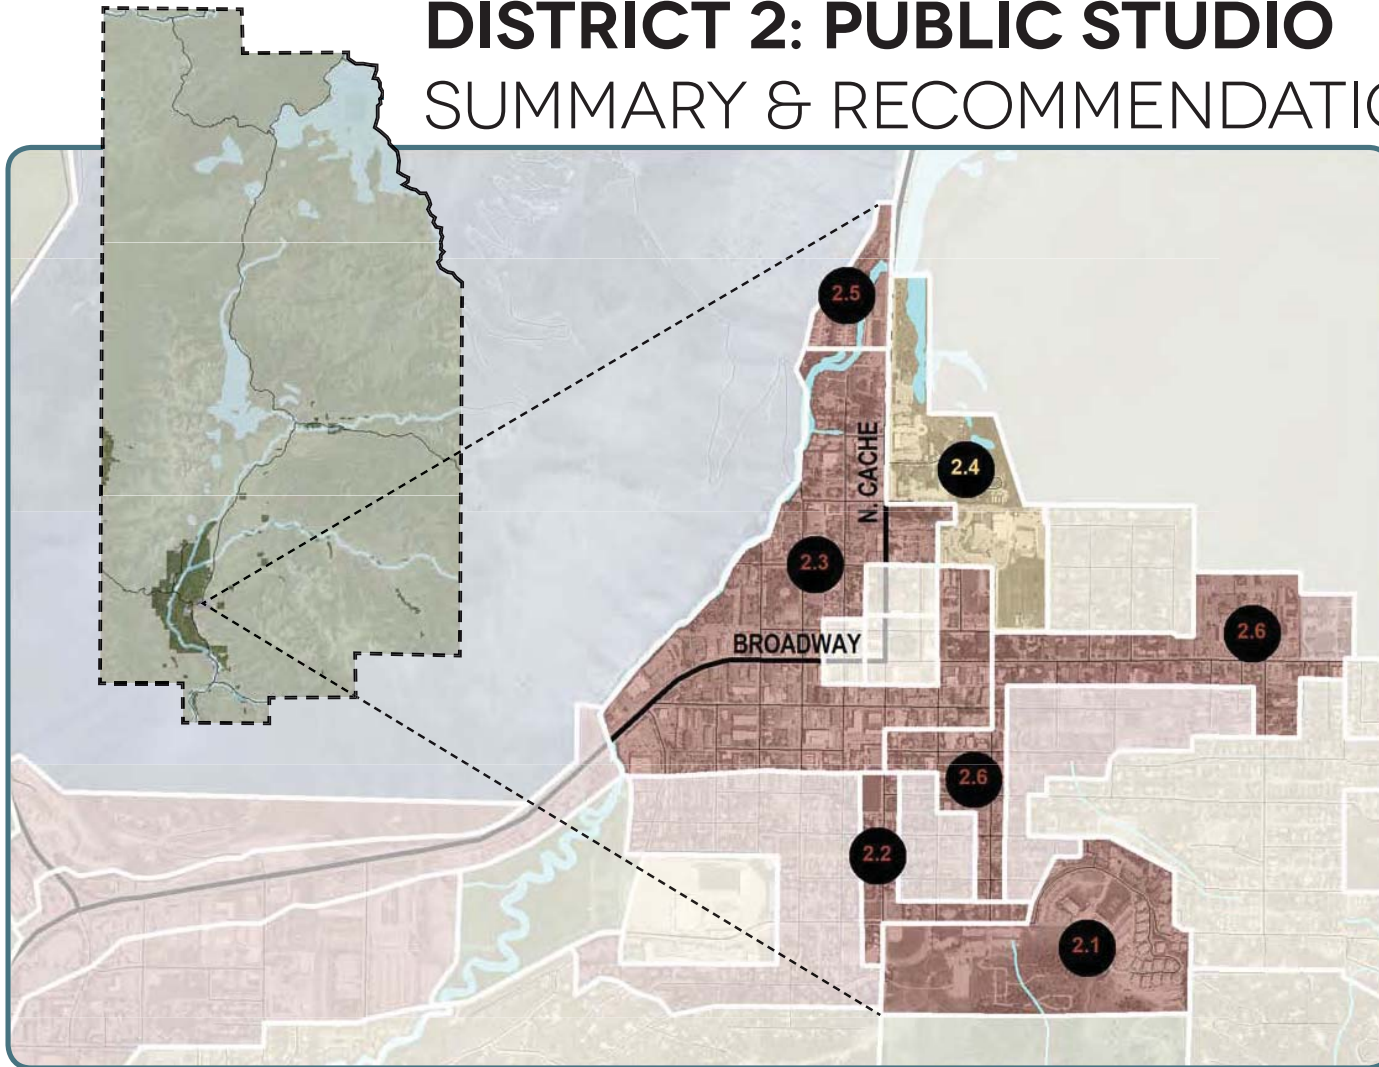 DISTRICT 2: PUBLIC STUDIO
SUMMARY & RECOMMENDATIO
2.5
N. CACHE
2.4
2.3
2.6
BROADWAY
2.6
2.2
2.1